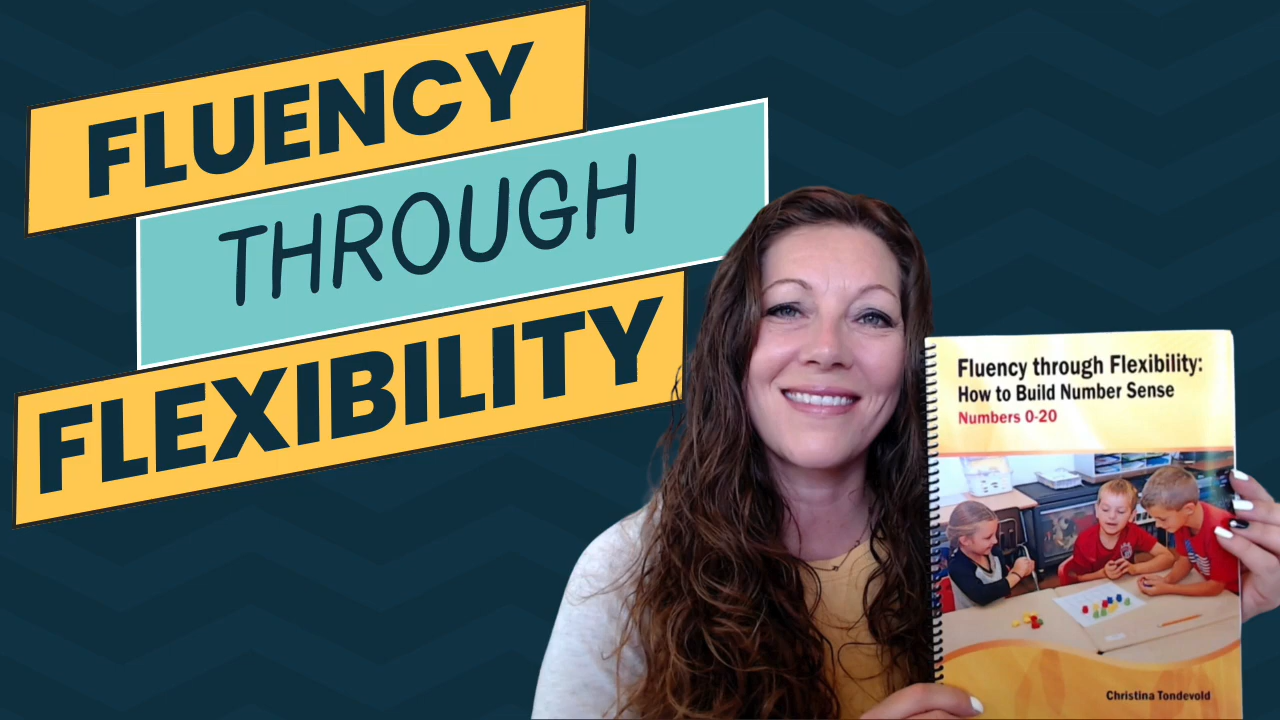 FLUENCY
THROUGH
FLEXIBILITY
Fluency through Flexibility:
How to Build Number Sense
Numbers 0-20
Christina Tondevold